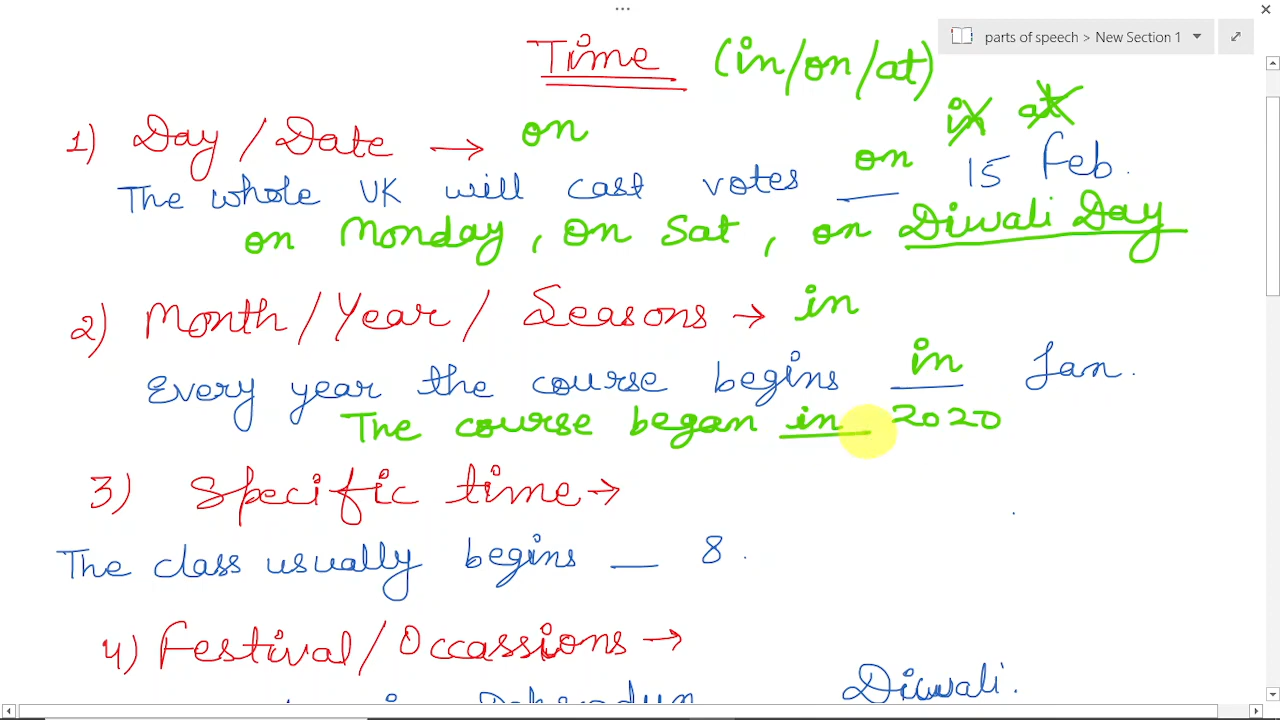 parts of speech > New Section 1
Time (in/on/at)
in at
1) Day / Date → on
The whole UK will cast votes on 15 Feb.
on Monday, on Sat, on Diwali Day
2) Month/Year/ Seasons → in
Every year the course begins in Jan.
The course began in 2020
3) Specific time →
The class usually begins __ 8.
4) Festival/Occassions →
Diwali.